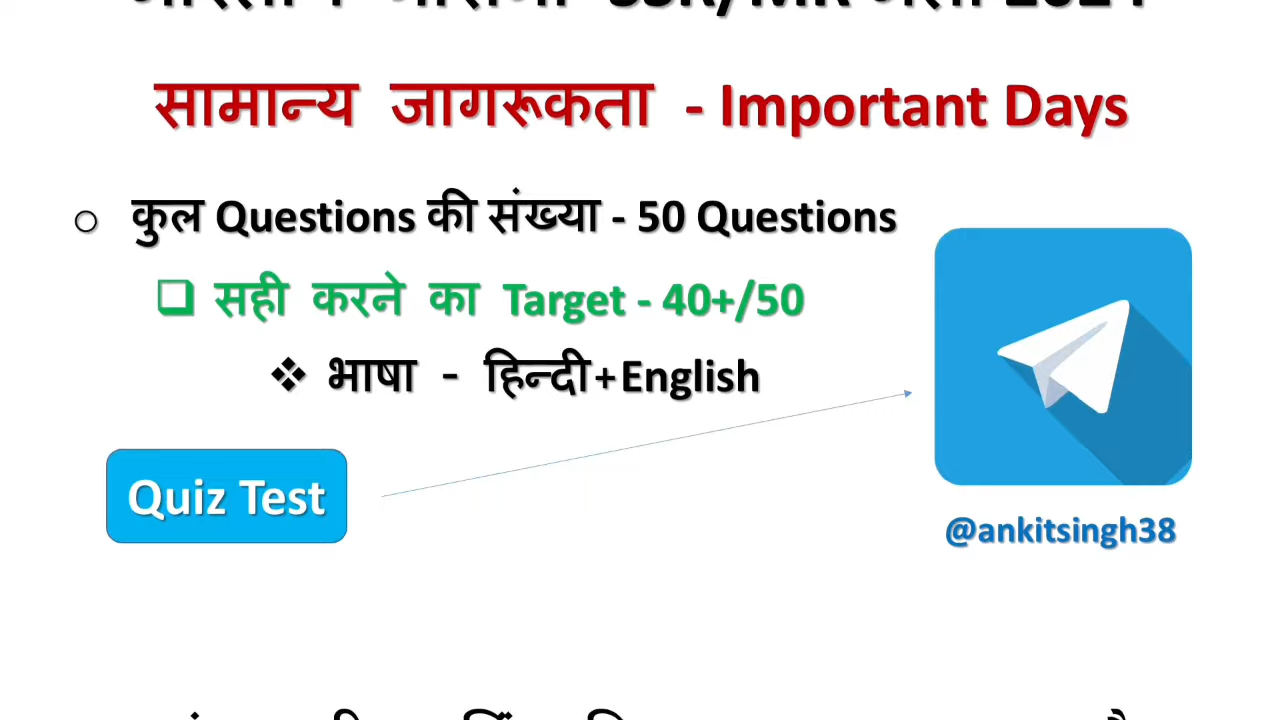 सामान्य जागरूकता - Important Days
कुल Questions की संख्या - 50 Questions
सही करने का Target - 40+/50
भाषा - हिन्दी+English
Quiz Test
@ankitsingh38